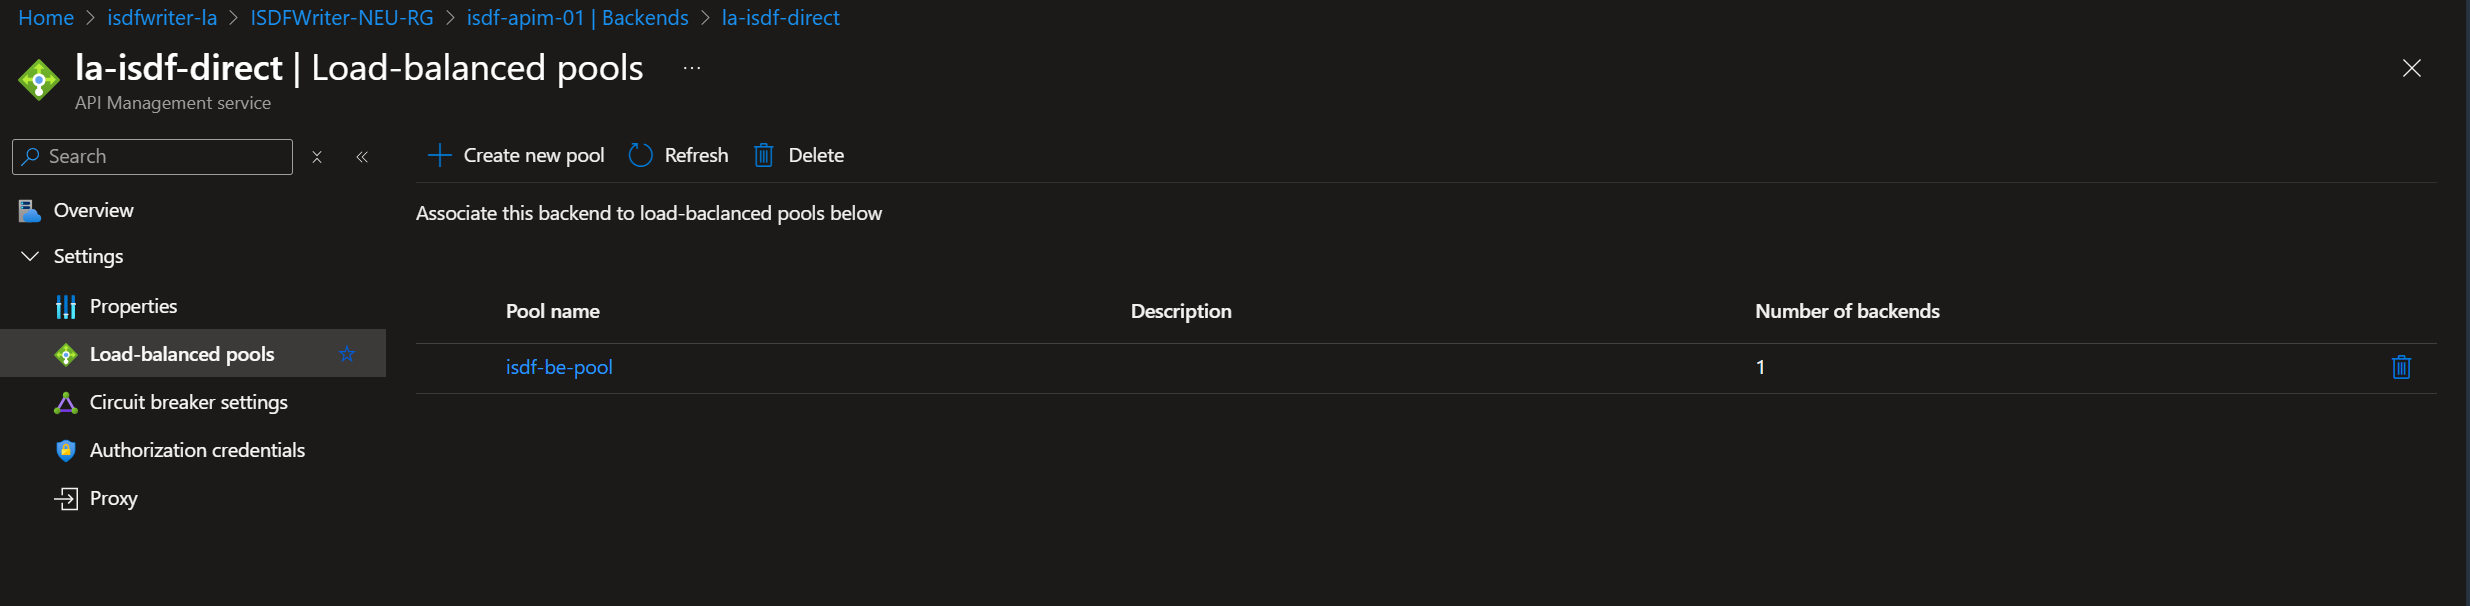 Home > isdfwriter-la > ISDFWriter-NEU-RG > isdf-apim-01 | Backends > la-isdf-direct
la-isdf-direct | Load-balanced pools ...
API Management service
Search
Create new pool Refresh Delete
Associate this backend to load-baclanced pools below
Overview
Settings
Properties
Load-balanced pools
Circuit breaker settings
Authorization credentials
Proxy
Pool name Description Number of backends
isdf-be-pool 1